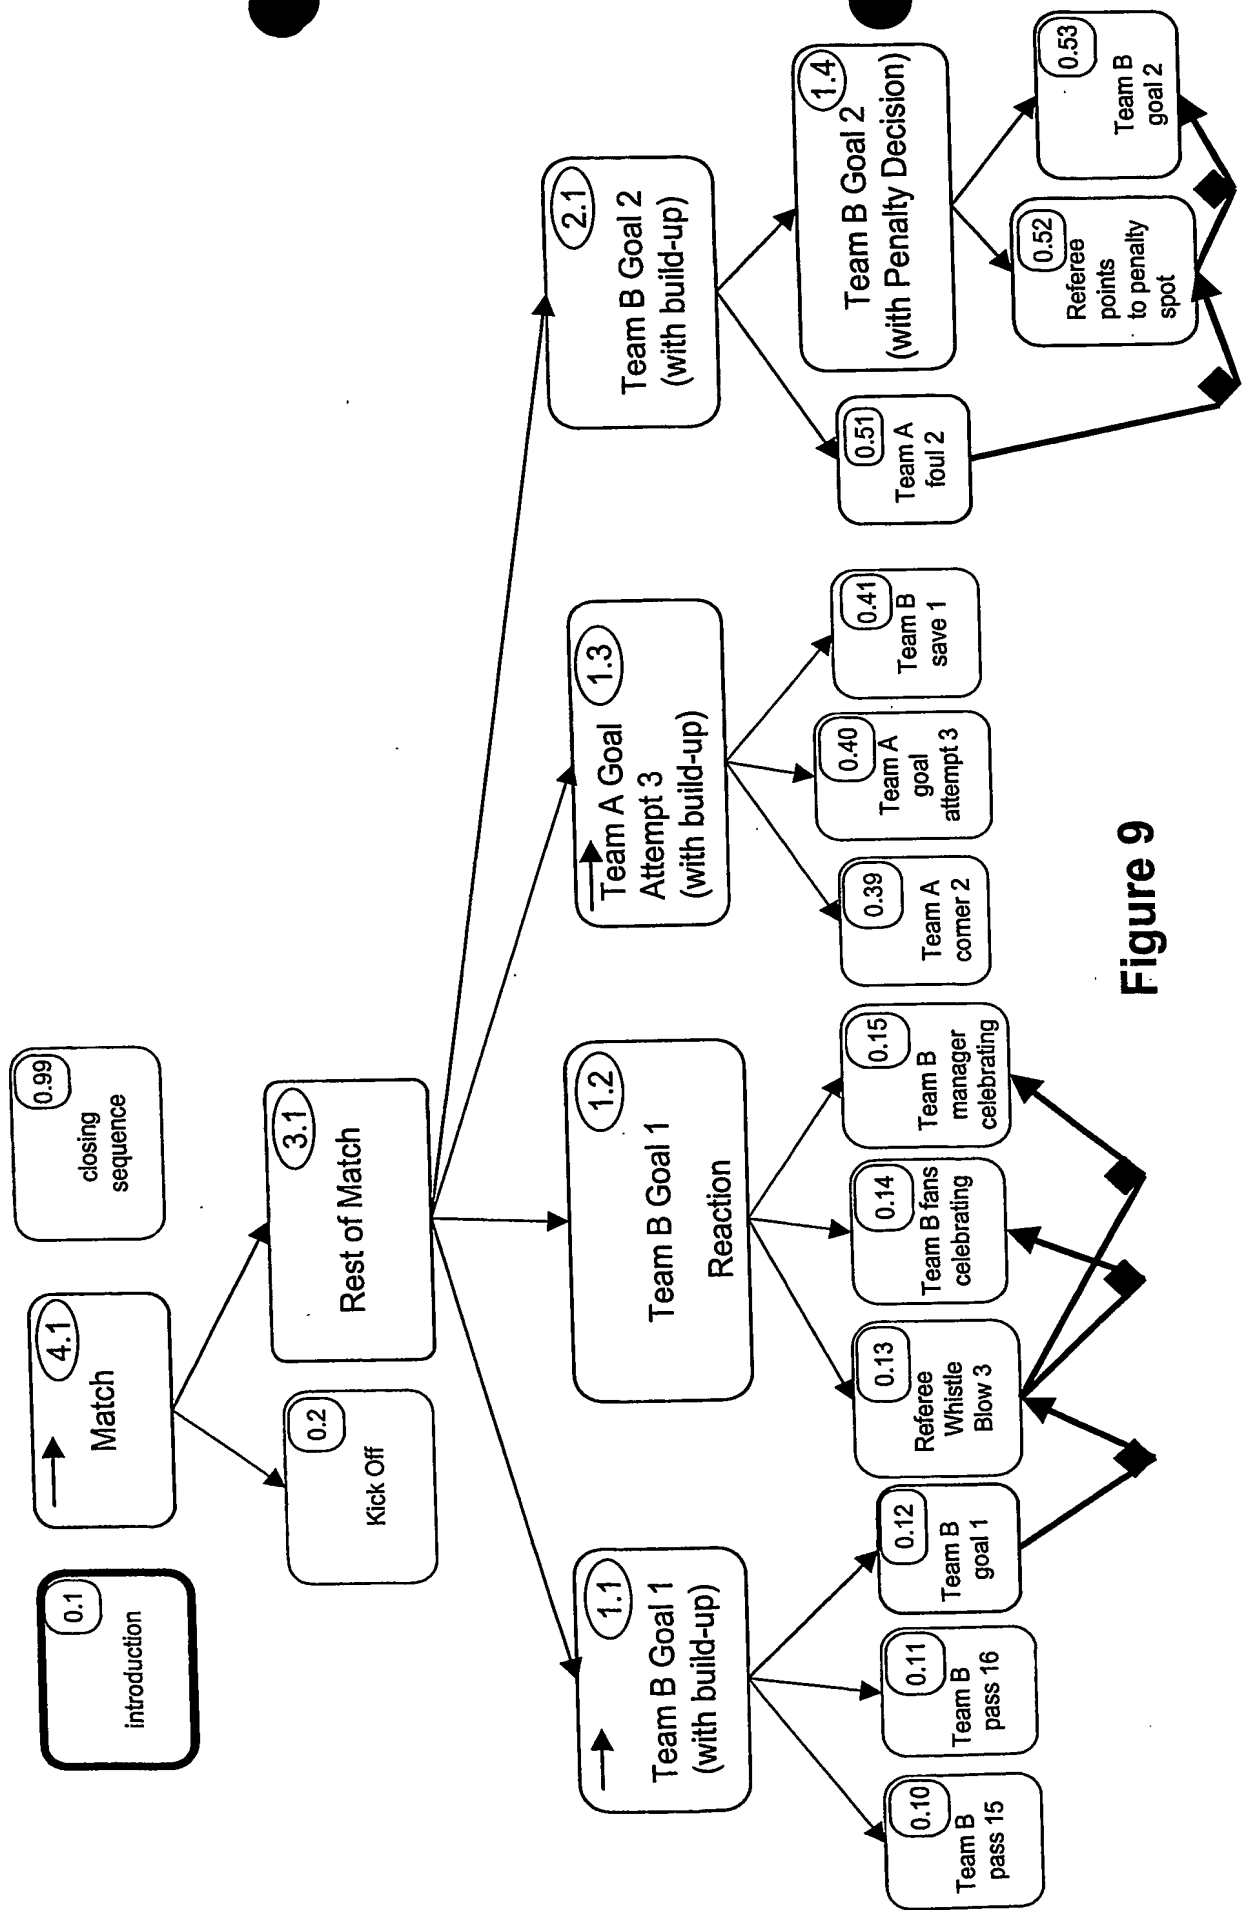 0.1
introduction
4.1
Match
0.99
closing
sequence
0.2
Kick Off
3.1
Rest of Match
1.1
Team B Goal 1
(with build-up)
1.2
Team B Goal 1
Reaction
1.3
Team A Goal
Attempt 3
(with build-up)
2.1
Team B Goal 2
(with build-up)
0.10
Team B
pass 15
0.11
Team B
pass 16
0.12
Team B
goal 1
0.13
Referee
Whistle
Blow 3
0.14
Team B fans
celebrating
0.15
Team B
manager
celebrating
0.39
Team A
corner 2
0.40
Team A
goal
attempt 3
0.41
Team B
save 1
0.51
Team A
foul 2
1.4
Team B Goal 2
(with Penalty Decision)
0.52
Referee
points
to penalty
spot
0.53
Team B
goal 2
Figure 9